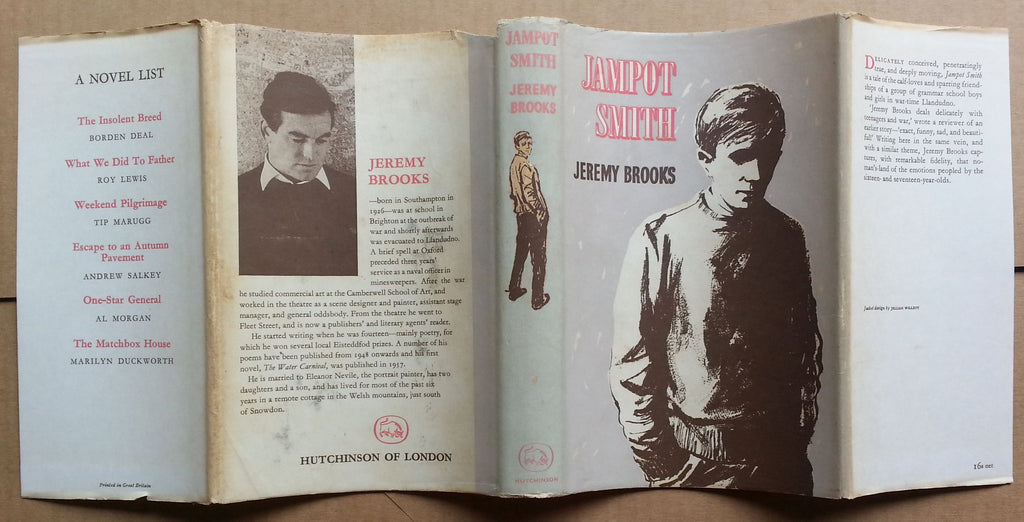 A NOVEL LIST
The Insolent Breed
BORDEN DEAL
What We Did To Father
ROY LEWIS
Weekend Pilgrimage
TIP MARUGG
Escape to an Autumn
Pavement
ANDREW SALKEY
One-Star General
AL MORGAN
The Matchbox House
MARILYN DUCKWORTH
Printed in Great Britain
JEREMY
BROOKS
—born in Southampton in
1926—was at school in
Brighton at the outbreak of
war and shortly afterwards
was evacuated to Llandudno.
A brief spell at Oxford
preceded three years'
service as a naval officer in
minesweepers. After the war
he studied commercial art at the Camberwell School of Art, and
worked in the theatre as a scene designer and painter, assistant stage
manager, and general oddsbody. From the theatre he went to
Fleet Street, and is now a publishers' and literary agents' reader.
He started writing when he was fourteen—mainly poetry, for
which he won several local Eisteddfod prizes. A number of his
poems have been published from 1948 onwards and his first
novel, The Water Carnival, was published in 1957.
He is married to Eleanor Nevile, the portrait painter, has two
daughters and a son, and has lived for most of the past six
years in a remote cottage in the Welsh mountains, just south
of Snowdon.
HUTCHINSON OF LONDON
JAMPOT
SMITH
JEREMY
BROOKS
HUTCHINSON
JAMPOT
SMITH
JEREMY BROOKS
DELICATELY conceived, penetratingly
true, and deeply moving, Jampot Smith
is a tale of the calf-loves and sparring friend-
ships of a group of grammar school boys
and girls in war-time Llandudno.
'Jeremy Brooks deals delicately with
teenagers and war,' wrote a reviewer of an
earlier story—'exact, funny, sad, and beauti-
ful!' Writing here in the same vein, and
with a similar theme, Jeremy Brooks cap-
tures, with remarkable fidelity, that no-
man's-land of the emotions peopled by the
sixteen- and seventeen-year-olds.
Jacket design by
16s net